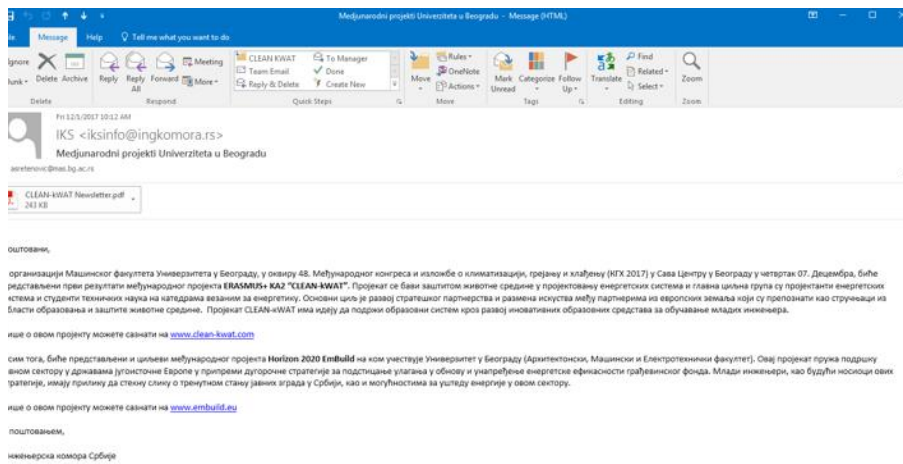 Medjunarodni projekti Univerziteta u Beogradu - Message (HTML)
Message Help Tell me what you want to do
Delete Archive Reply Reply All Forward Meeting More
CLEAN KWAT To Manager
Team Email Done
Reply & Delete Create New
Move Rules OneNote Actions
Mark Unread Categorize Follow Up Translate Find Related Select Zoom
Delete Respond Quick Steps Move Tags Editing Zoom
Fri 12/1/2017 10:12 AM
IKS <iksinfo@ingkomora.rs>
Medjunarodni projekti Univerziteta u Beogradu
CLEAN-kWAT Newsletter.pdf
243 KB
организацији Машинског факултета Универзитета у Београду, у оквиру 48. Међународног конгреса и изложбе о климатизацији, грејању и хлађењу (КГХ 2017) у Сава Центру у Београду у четвртак 07. Децембра, биће
први резултати међународног пројекта ERASMUS+ KA2 "CLEAN-kWAT". Пројекат се бави заштитом животне средине у пројектовању енергетских система и главна циљна група су пројектанти енергетских
и студенти техничких наука на катедрама везаним за енергетику. Основни циљ је развој стратешког партнерства и размена искуства међу партнерима из европских земаља који су препознати као стручњаци из
образовања и заштите животне средине. Пројекат CLEAN-кWAT има идеју да подржи образовни систем кроз развој иновативних образовних средстава за обучавање младих инжењера.
о овом пројекту можете сазнати на www.clean-kwat.com
тога, биће представљени и циљеви међународног пројекта Horizon 2020 EmBuild на ком учествује Универзитет у Београду (Архитектонски, Машински и Електротехнички факултет). Овај пројекат пружа подршку
сектору у државама југоисточне Европе у припреми дугорочне стратегије за подстицање улагања у обнову и унапређење енергетске ефикасности грађевинског фонда. Млади инжењери, као будући носиоци ових
имају прилику да стекну слику о тренутном стању јавних зграда у Србији, као и могућностима за уштеду енергије у овом сектору.
о овом пројекту можете сазнати на www.embuild.eu
поштовањем,
комора Србије